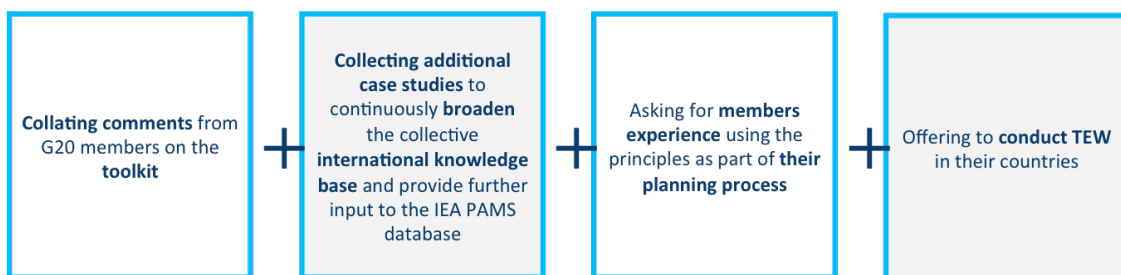 Collating comments from
G20 members on the
toolkit
+
Collecting additional
case studies to
continuously broaden
the collective
international knowledge
base and provide further
input to the IEA PAMS
database
+
Asking for members
experience using the
principles as part of their
planning process
+
Offering to conduct TEW
in their countries